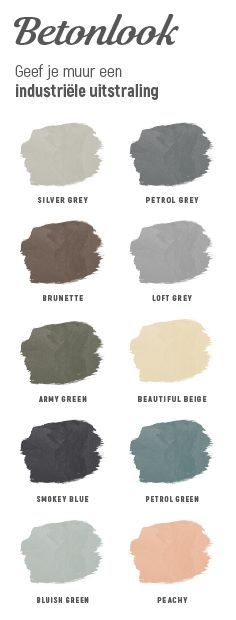 Betonlook
Geef je muur een
industriële uitstraling
SILVER GREY
PETROL GREY
BRUNETTE
LOFT GREY
ARMY GREEN
BEAUTIFUL BEIGE
SMOKEY BLUE
PETROL GREEN
BLUISH GREEN
PEACHY